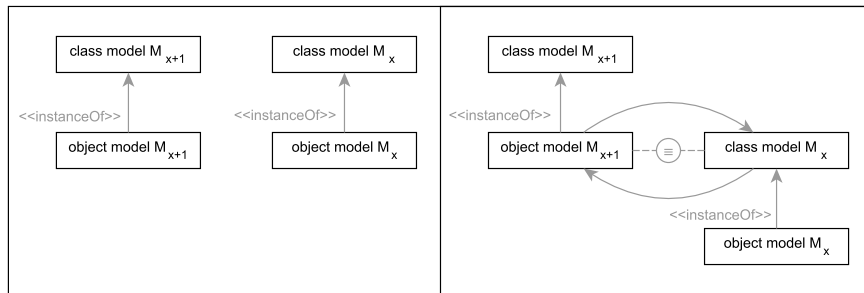 class model M x+1
class model M x
<<instanceOf>>
<<instanceOf>>
object model M x+1
object model M x
class model M x+1
<<instanceOf>>
object model M x+1
≡
class model M x
<<instanceOf>>
object model M x